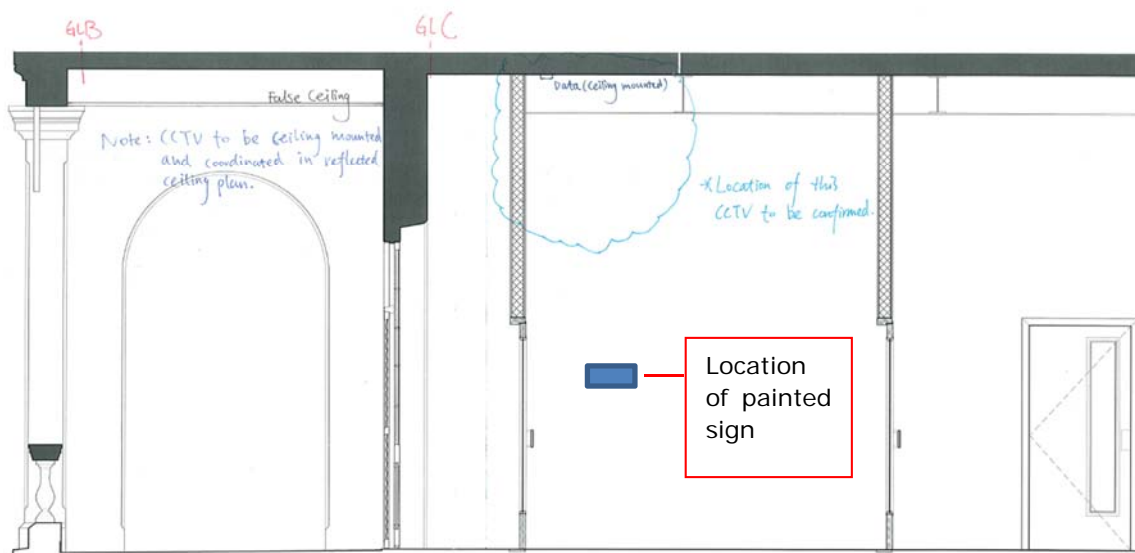 GLB
GLC
False Ceiling
Data (Ceiling mounted)
Note: CCTV to be Ceiling mounted
and coordinated in reflected
ceiling plan.
* Location of this
CCTV to be confirmed.
Location
of painted
sign